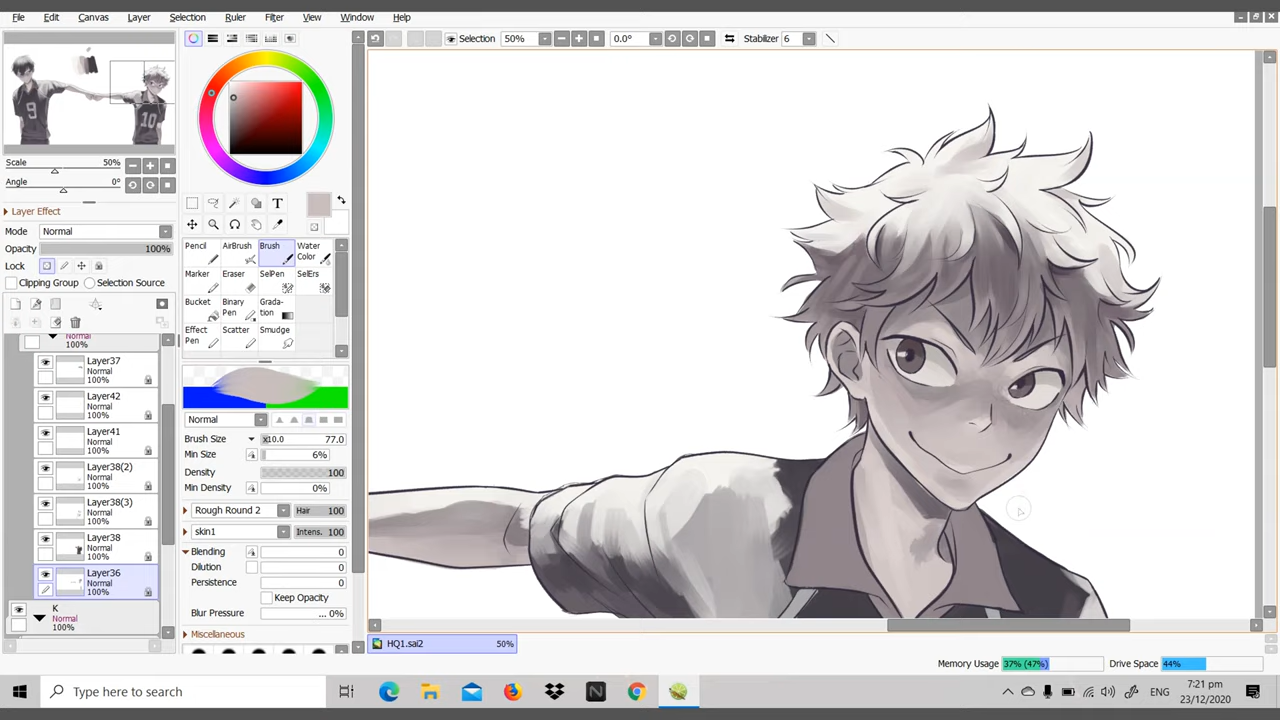 File Edit Canvas Layer Selection Ruler Filter View Window Help
Selection 50% 0.0° Stabilizer 6
9
10
Scale 50%
Angle 0°
Layer Effect
Mode Normal
Opacity 100%
Lock
Clipping Group Selection Source
Normal
100%
Layer37
Normal
100%
Layer42
Normal
100%
Layer41
Normal
100%
Layer38(2)
Normal
100%
Layer38(3)
Normal
100%
Layer38
Normal
100%
Layer36
Normal
100%
K
Normal
100%
T
Pencil AirBrush Brush Water Color
Marker Eraser SelPen SelErs
Bucket Binary Pen Grada-tion
Effect Pen Scatter Smudge
Normal
Brush Size x10.0 77.0
Min Size 6%
Density 100
Min Density 0%
Rough Round 2 Hair 100
skin1 Intens. 100
Blending 0
Dilution 0
Persistence 0
Keep Opacity
Blur Pressure ... 0%
Miscellaneous
HQ1.sai2 50%
Memory Usage 37% (47%) Drive Space 44%
Type here to search
N
ENG
7:21 pm
23/12/2020